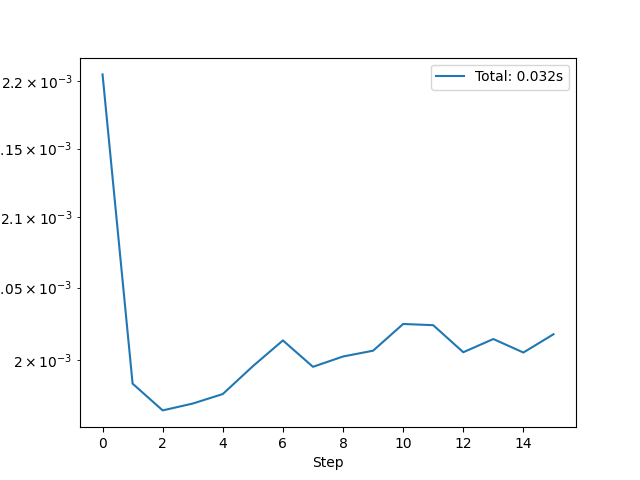 Total: 0.032s
2.2 × 10⁻³
.15 × 10⁻³
2.1 × 10⁻³
.05 × 10⁻³
2 × 10⁻³
0 2 4 6 8 10 12 14
Step